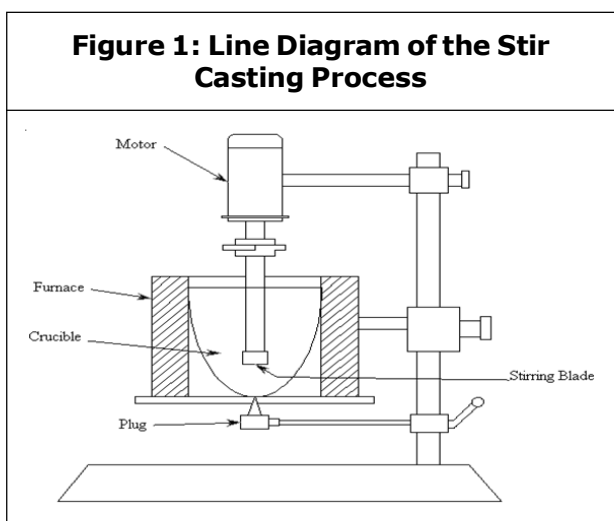 Figure 1: Line Diagram of the Stir
Casting Process
Motor
Furnace
Crucible
Stirring Blade
Plug